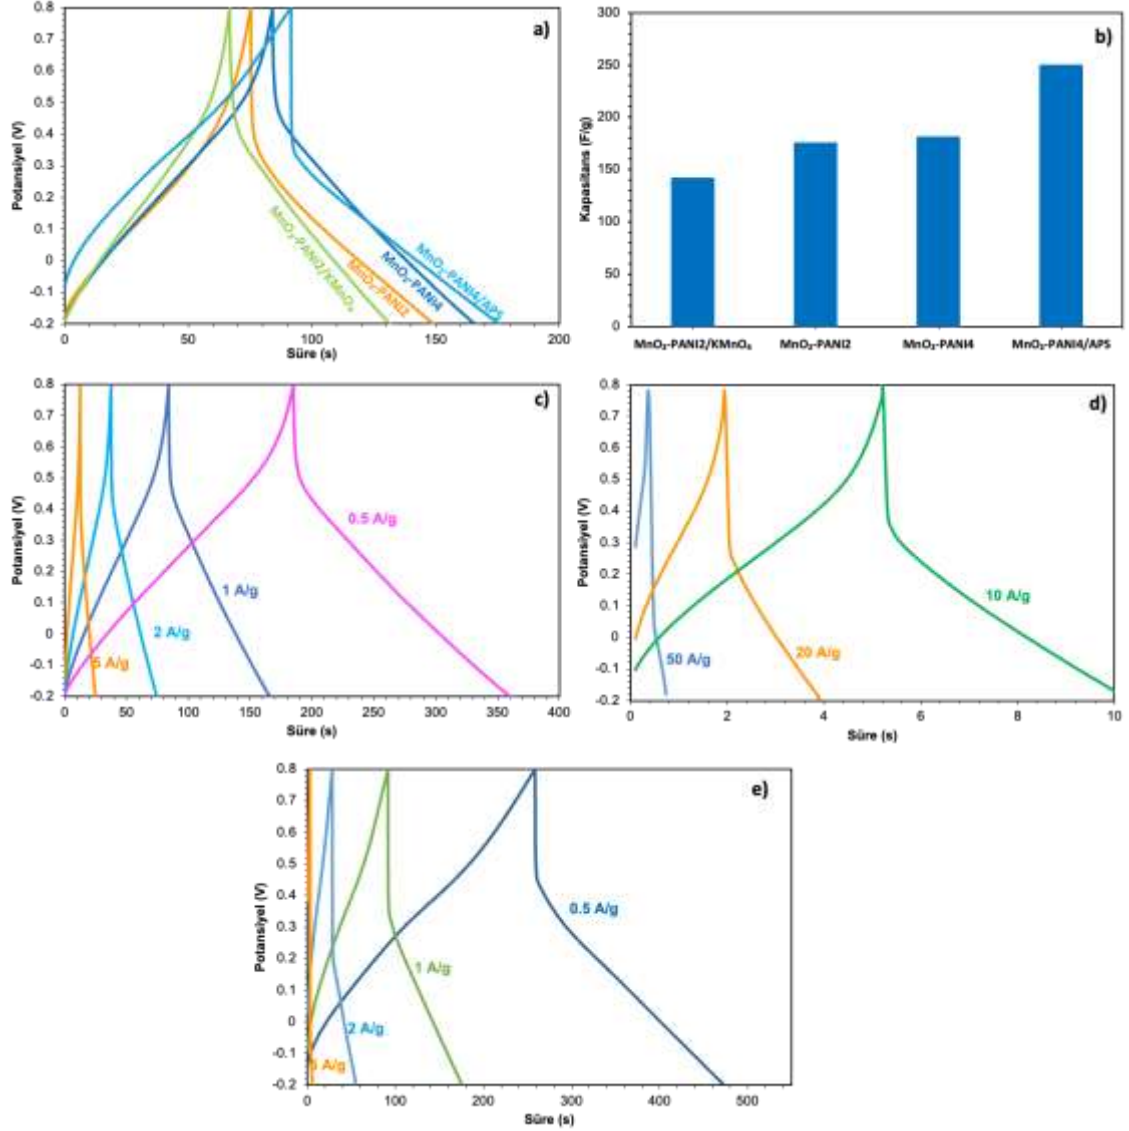 a)
Potansiyel (V)
0.8
0.7
0.6
0.5
0.4
0.3
0.2
0.1
0
-0.1
-0.2
MnO₂-PANI2/KMnO₄
MnO₂-PANI2
MnO₂-PANI4
MnO₂-PANI4/APS
0 50 100 150 200
Süre (s)
b)
Kapasitans (F/g)
300
250
200
150
100
50
0
MnO₂-PANI2/KMnO₄ MnO₂-PANI2 MnO₂-PANI4 MnO₂-PANI4/APS
c)
Potansiyel (V)
0.8
0.7
0.6
0.5
0.4
0.3
0.2
0.1
0
-0.1
-0.2
0.5 A/g
1 A/g
2 A/g
5 A/g
0 50 100 150 200 250 300 350 400
Süre (s)
d)
Potansiyel (V)
0.8
0.7
0.6
0.5
0.4
0.3
0.2
0.1
0
-0.1
-0.2
10 A/g
20 A/g
50 A/g
0 2 4 6 8 10
Süre (s)
e)
Potansiyel (V)
0.8
0.7
0.6
0.5
0.4
0.3
0.2
0.1
0
-0.1
-0.2
0.5 A/g
1 A/g
2 A/g
5 A/g
0 100 200 300 400 500
Süre (s)